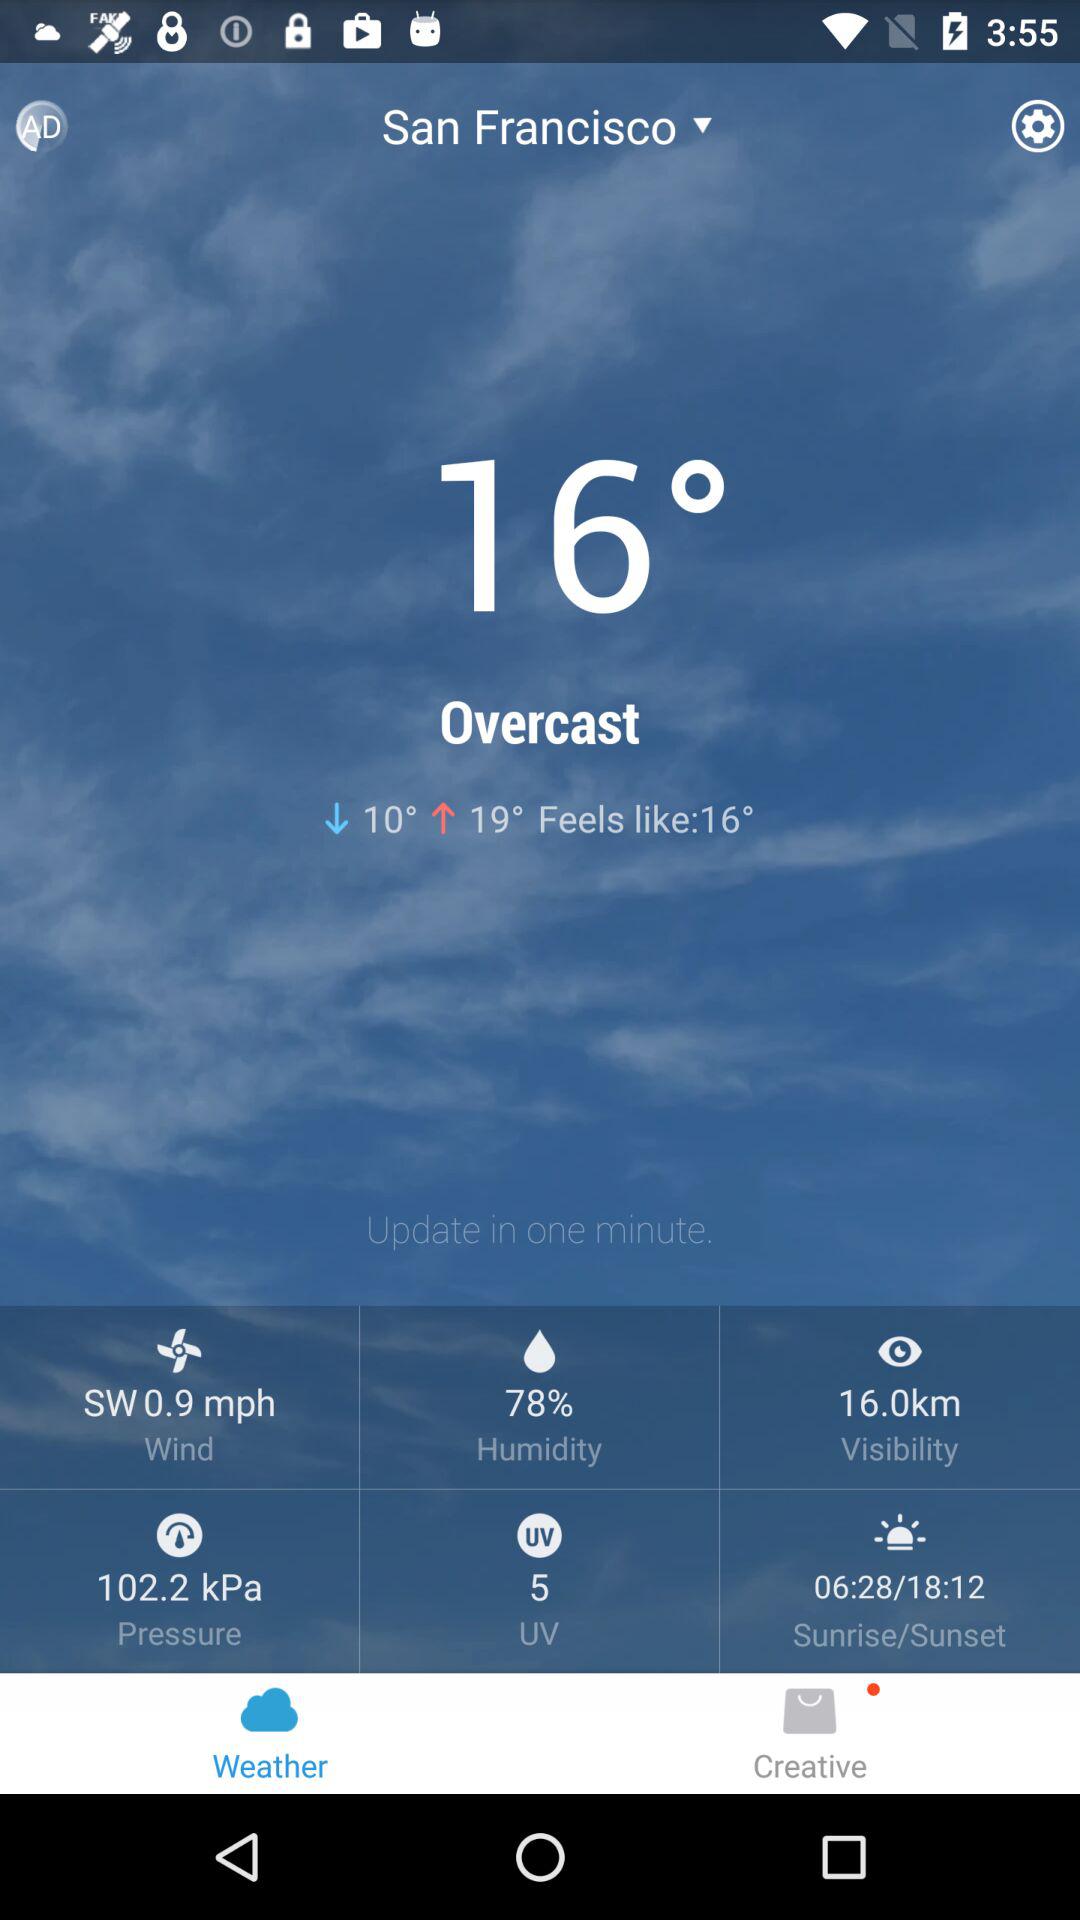 FAKE
3:55
AD
San Francisco
16°
Overcast
10° 19° Feels like:16°
Update in one minute.
SW 0.9 mph
Wind
78%
Humidity
16.0km
Visibility
102.2 kPa
Pressure
UV
5
UV
06:28/18:12
Sunrise/Sunset
Weather
Creative